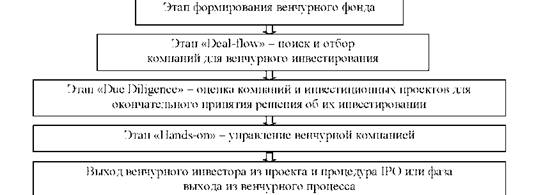 Этап формирования венчурного фонда
Этап «Deal-flow» – поиск и отбор
компаний для венчурного инвестирования
Этап «Due Diligence» – оценка компаний и инвестиционных проектов для
окончательного принятия решения об их инвестировании
Этап «Hands-on» – управление венчурной компанией
Выход венчурного инвестора из проекта и процедура IPO или фаза
выхода из венчурного процесса